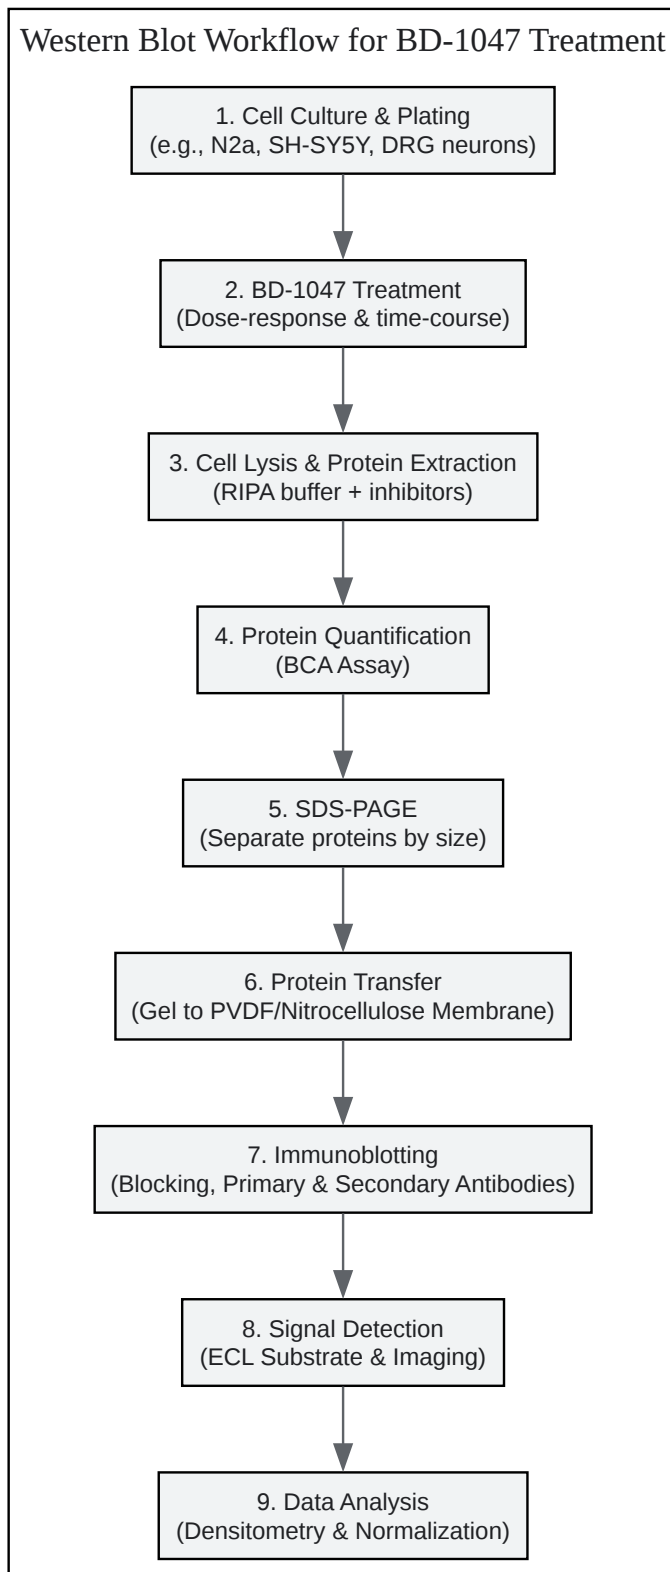 Western Blot Workflow for BD-1047 Treatment
1. Cell Culture & Plating
(e.g., N2a, SH-SY5Y, DRG neurons)
2. BD-1047 Treatment
(Dose-response & time-course)
3. Cell Lysis & Protein Extraction
(RIPA buffer + inhibitors)
4. Protein Quantification
(BCA Assay)
5. SDS-PAGE
(Separate proteins by size)
6. Protein Transfer
(Gel to PVDF/Nitrocellulose Membrane)
7. Immunoblotting
(Blocking, Primary & Secondary Antibodies)
8. Signal Detection
(ECL Substrate & Imaging)
9. Data Analysis
(Densitometry & Normalization)